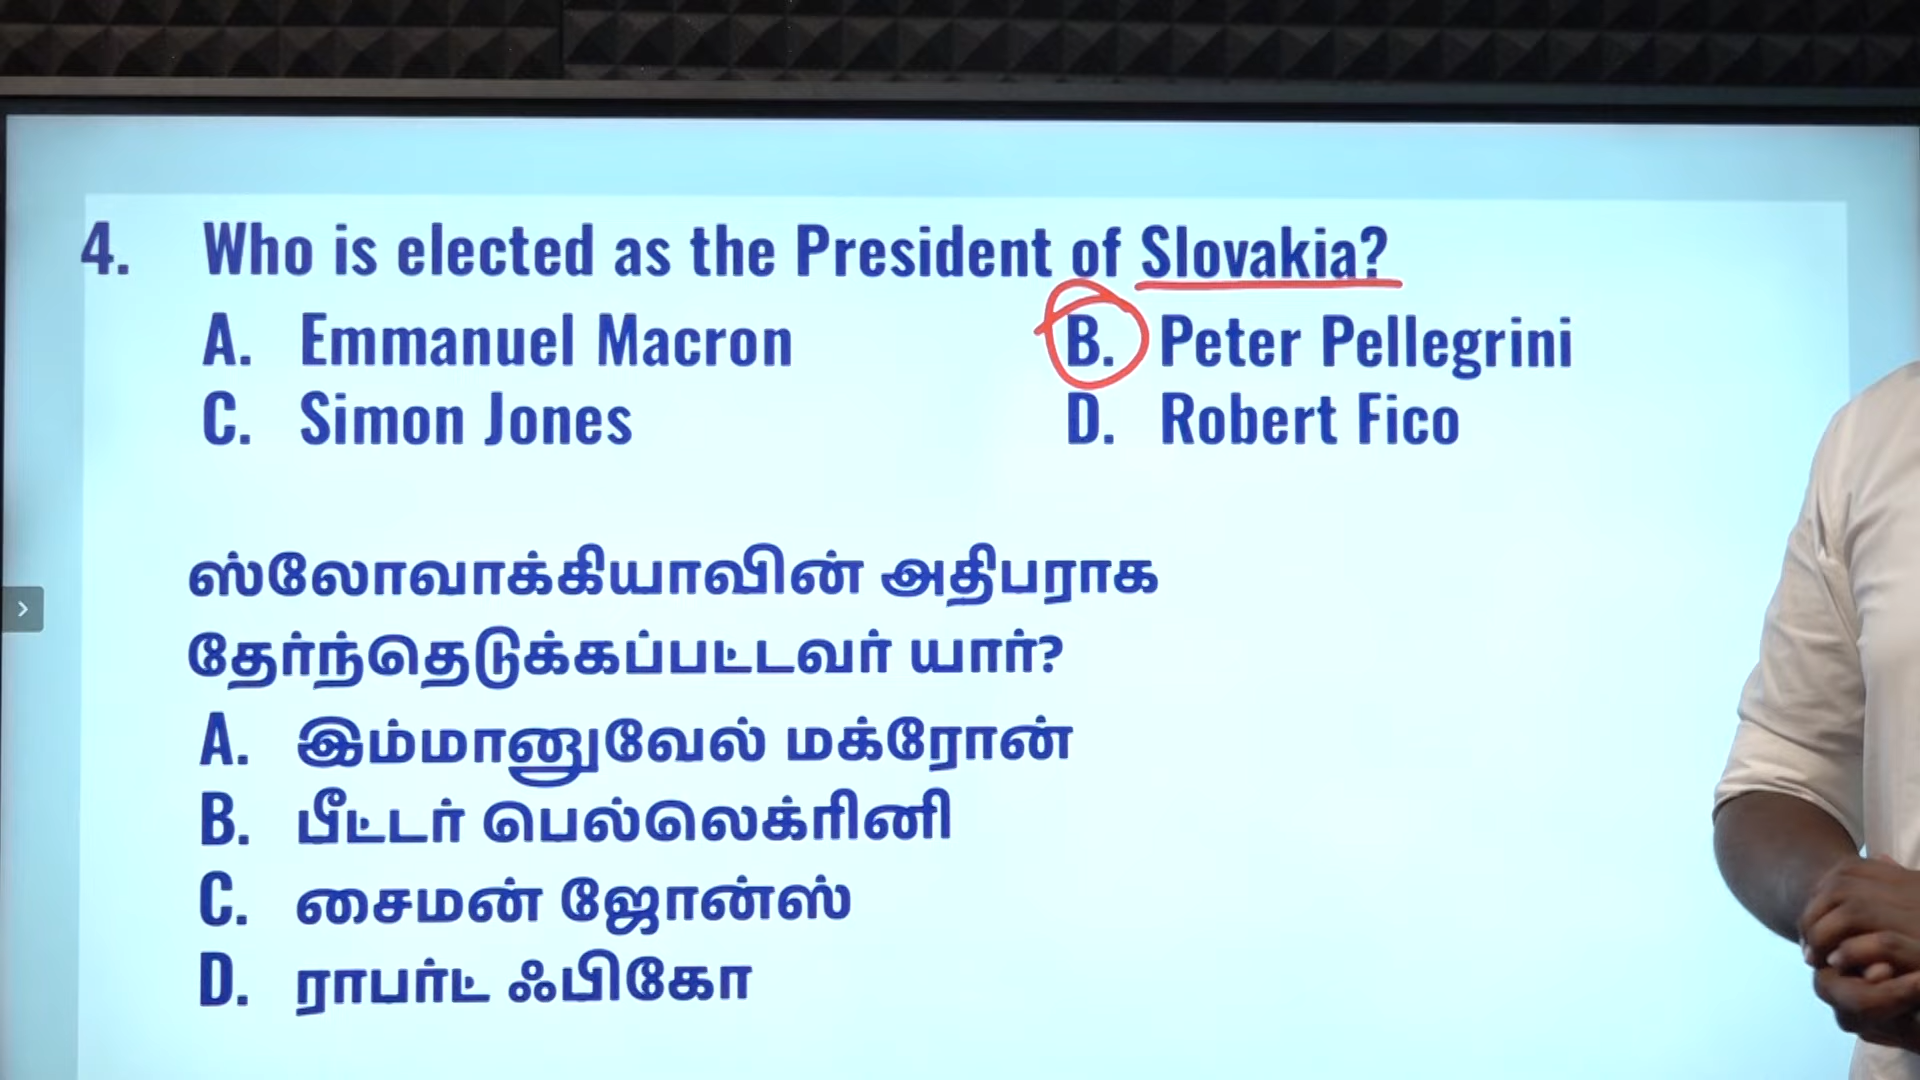 4. Who is elected as the President of Slovakia?
A. Emmanuel Macron B. Peter Pellegrini
C. Simon Jones D. Robert Fico
ஸ்லோவாக்கியாவின் அதிபராக
தேர்ந்தெடுக்கப்பட்டவர் யார்?
A. இம்மானுவேல் மக்ரோன்
B. பீட்டர் பெல்லெக்ரினி
C. சைமன் ஜோன்ஸ்
D. ராபர்ட் ஃபிகோ